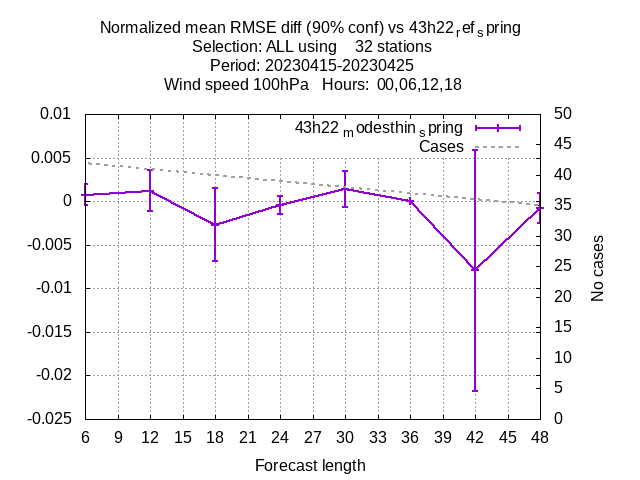 Normalized mean RMSE diff (90% conf) vs 43h22refspring
Selection: ALL using 32 stations
Period: 20230415-20230425
Wind speed 100hPa Hours: 00,06,12,18
0.01 50
43h22modesthinspring
45
Cases
0.005 40
0 35
-0.005 30
25
-0.01 20
-0.015 15
10
-0.02 5
-0.025 0
No cases
6 9 12 15 18 21 24 27 30 33 36 39 42 45 48
Forecast length